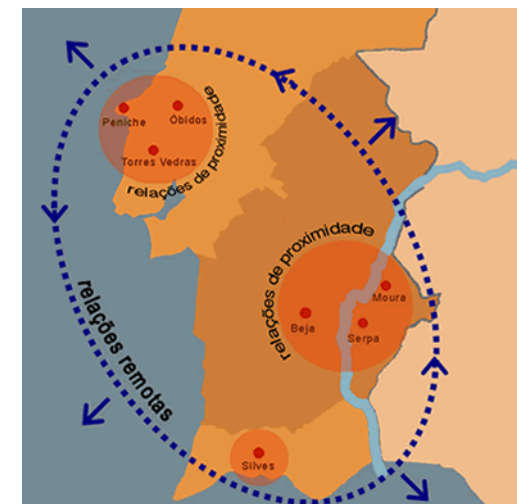 Peniche
Óbidos
Torres Vedras
relações de proximidade
relações de proximidade
Moura
Beja
Serpa
relações remotas
Silves